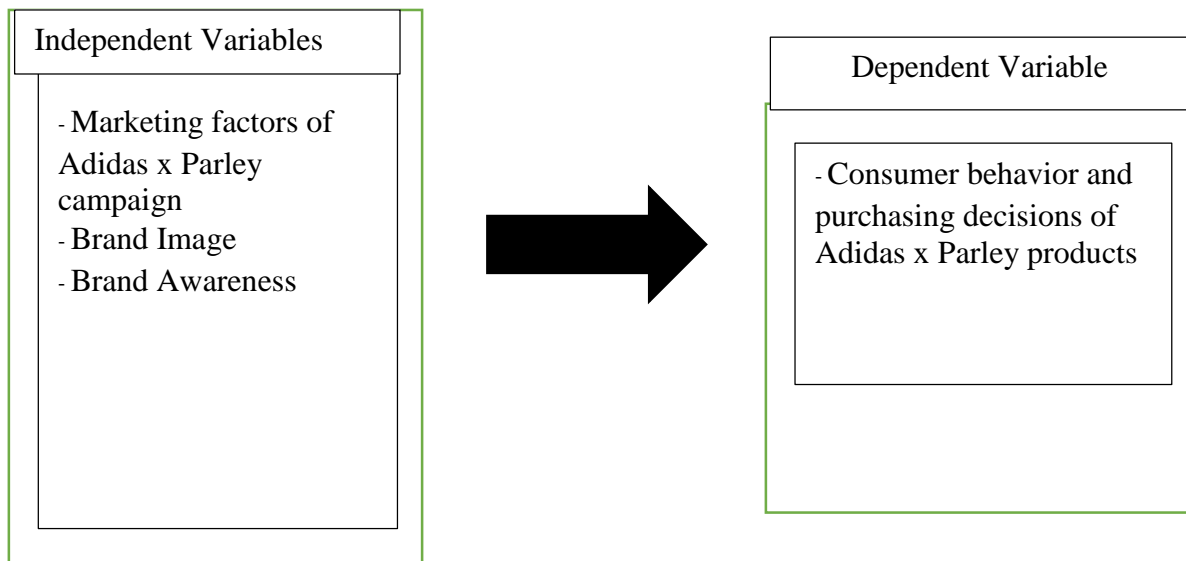 Independent Variables
- Marketing factors of
Adidas x Parley
campaign
- Brand Image
- Brand Awareness
Dependent Variable
- Consumer behavior and
purchasing decisions of
Adidas x Parley products